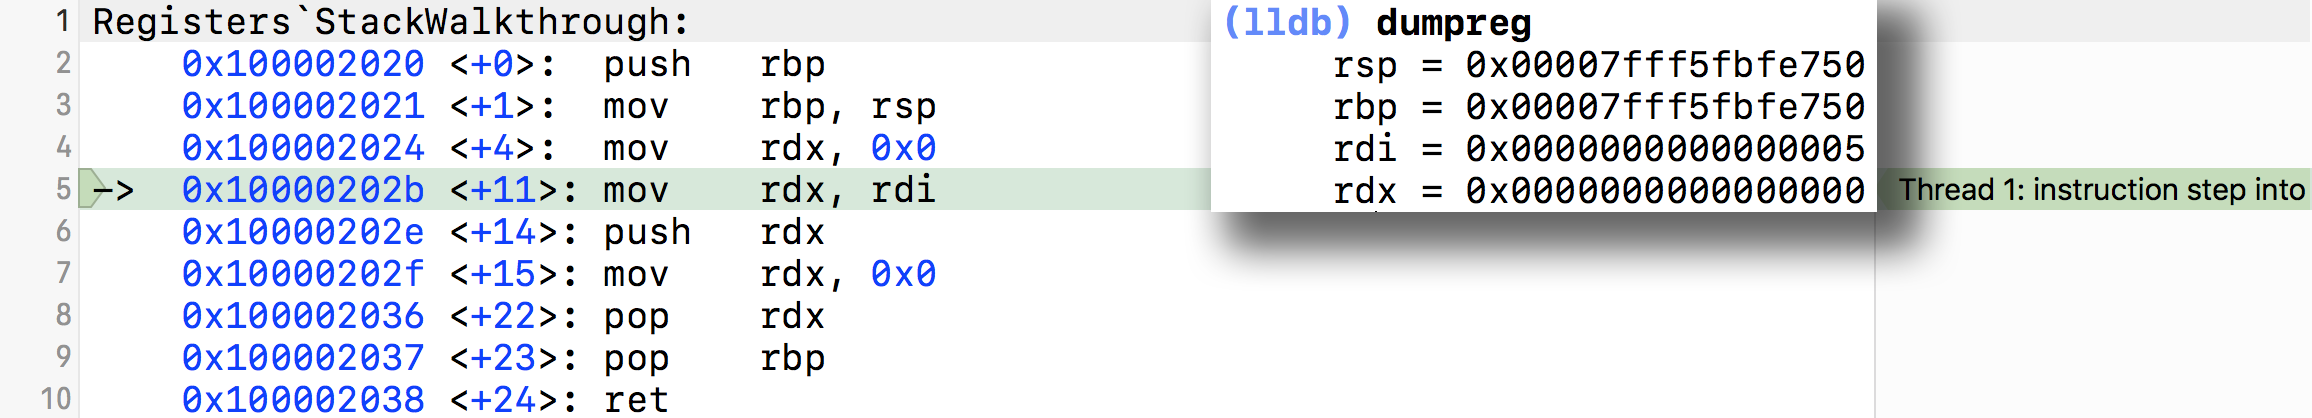 1 Registers`StackWalkthrough:
2 0x100002020 <+0>: push rbp
3 0x100002021 <+1>: mov rbp, rsp
4 0x100002024 <+4>: mov rdx, 0x0
5 -> 0x10000202b <+11>: mov rdx, rdi
6 0x10000202e <+14>: push rdx
7 0x10000202f <+15>: mov rdx, 0x0
8 0x100002036 <+22>: pop rdx
9 0x100002037 <+23>: pop rbp
10 0x100002038 <+24>: ret
(lldb) dumpreg
rsp = 0x00007fff5fbfe750
rbp = 0x00007fff5fbfe750
rdi = 0x0000000000000005
rdx = 0x0000000000000000
Thread 1: instruction step into